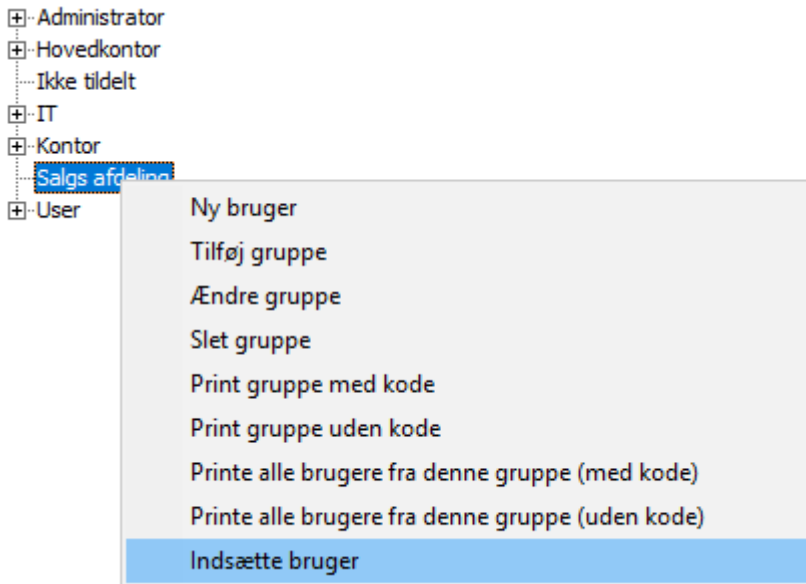 Administrator
Hovedkontor
Ikke tildelt
IT
Kontor
Salgs afdeling
User
Ny bruger
Tilføj gruppe
Ændre gruppe
Slet gruppe
Print gruppe med kode
Print gruppe uden kode
Printe alle brugere fra denne gruppe (med kode)
Printe alle brugere fra denne gruppe (uden kode)
Indsætte bruger